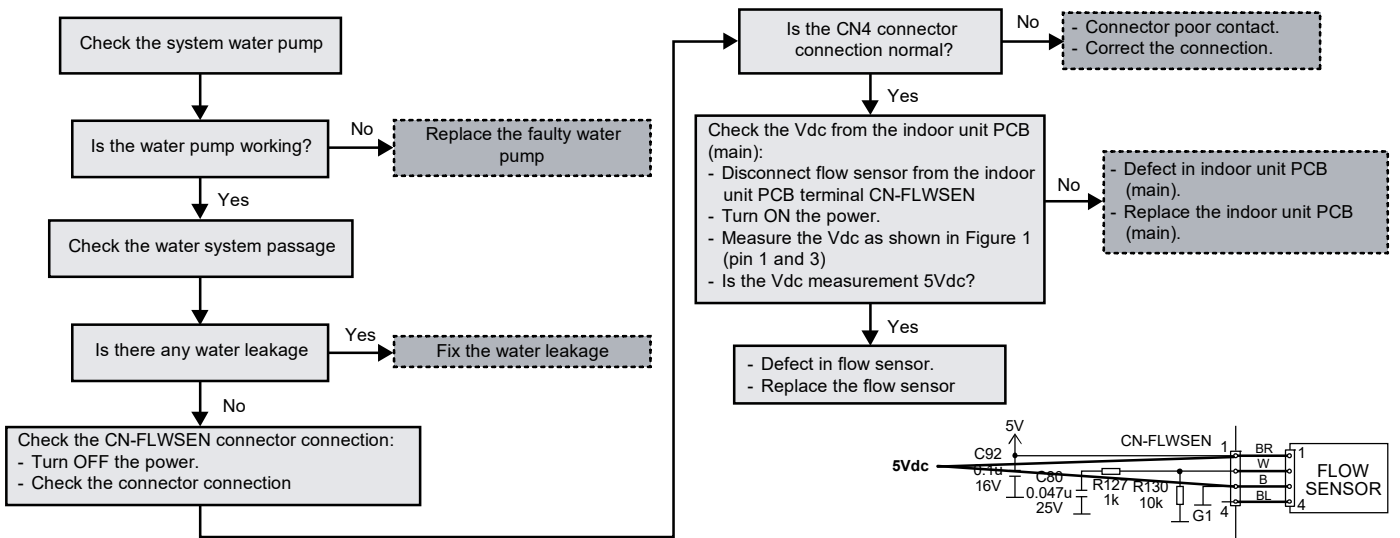 Check the system water pump
Is the water pump working?
No
Replace the faulty water
pump
Yes
Check the water system passage
Is there any water leakage
Yes
Fix the water leakage
No
Check the CN-FLWSEN connector connection:
- Turn OFF the power.
- Check the connector connection
Is the CN4 connector
connection normal?
No
- Connector poor contact.
- Correct the connection.
Yes
Check the Vdc from the indoor unit PCB
(main):
- Disconnect flow sensor from the indoor
unit PCB terminal CN-FLWSEN
- Turn ON the power.
- Measure the Vdc as shown in Figure 1
(pin 1 and 3)
- Is the Vdc measurement 5Vdc?
No
- Defect in indoor unit PCB
(main).
- Replace the indoor unit PCB
(main).
Yes
- Defect in flow sensor.
- Replace the flow sensor
5V
CN-FLWSEN
1
BR
1
C92
5Vdc
0.1u
16V
W
FLOW
SENSOR
C80
0.047u
25V
R127
1k
R130
10k
B
G1
4
BL
4